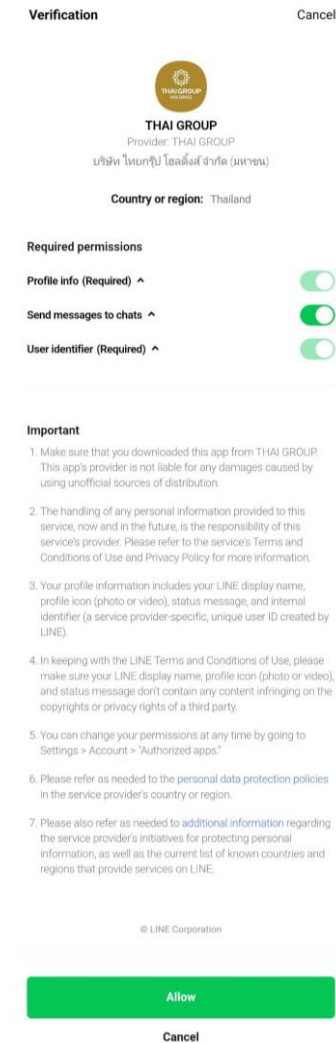 Verification
Cancel
THAI GROUP
HOLDINGS
THAI GROUP
Provider: THAI GROUP
บริษัท ไทยกรุ๊ป โฮลดิ้งส์ จำกัด (มหาชน)
Country or region: Thailand
Required permissions
Profile info (Required)
Send messages to chats
User identifier (Required)
Important
1. Make sure that you downloaded this app from THAI GROUP.
This app's provider is not liable for any damages caused by
using unofficial sources of distribution.
2. The handling of any personal information provided to this
service, now and in the future, is the responsibility of this
service's provider. Please refer to the service's Terms and
Conditions of Use and Privacy Policy for more information.
3. Your profile information includes your LINE display name,
profile icon (photo or video), status message, and internal
identifier (a service provider-specific, unique user ID created by
LINE).
4. In keeping with the LINE Terms and Conditions of Use, please
make sure your LINE display name, profile icon (photo or video),
and status message don't contain any content infringing on the
copyrights or privacy rights of a third party.
5. You can change your permissions at any time by going to
Settings > Account > "Authorized apps."
6. Please refer as needed to the personal data protection policies
in the service provider's country or region.
7. Please also refer as needed to additional information regarding
the service provider's initiatives for protecting personal
information, as well as the current list of known countries and
regions that provide services on LINE.
© LINE Corporation
Allow
Cancel